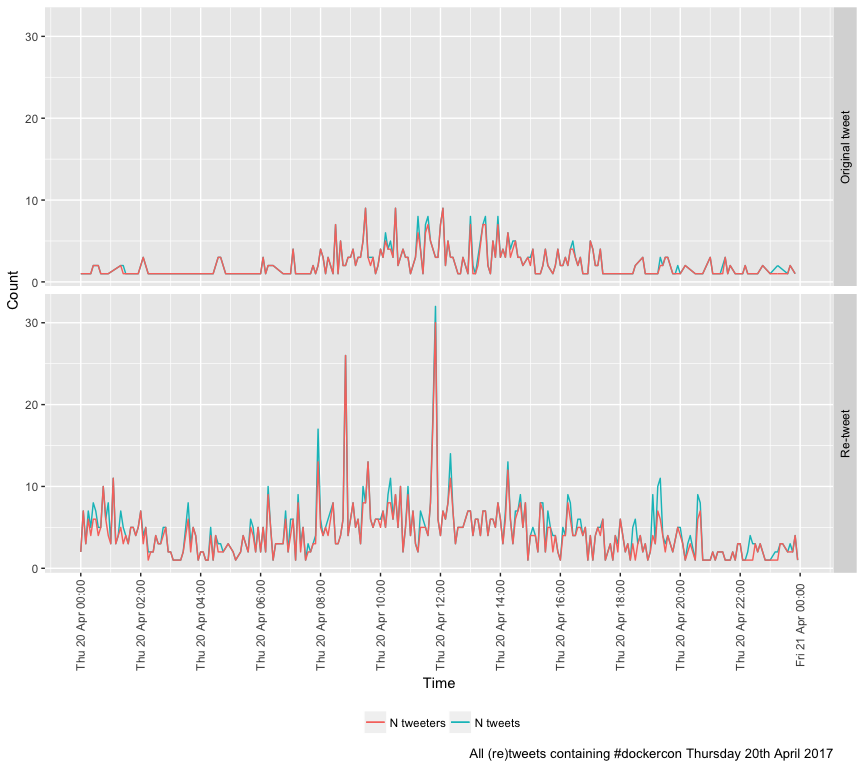 30
20
10
0
Original tweet
Count
30
20
10
0
Re-tweet
Thu 20 Apr 00:00
Thu 20 Apr 02:00
Thu 20 Apr 04:00
Thu 20 Apr 06:00
Thu 20 Apr 08:00
Thu 20 Apr 10:00
Thu 20 Apr 12:00
Thu 20 Apr 14:00
Thu 20 Apr 16:00
Thu 20 Apr 18:00
Thu 20 Apr 20:00
Thu 20 Apr 22:00
Fri 21 Apr 00:00
Time
N tweeters N tweets
All (re)tweets containing #dockercon Thursday 20th April 2017